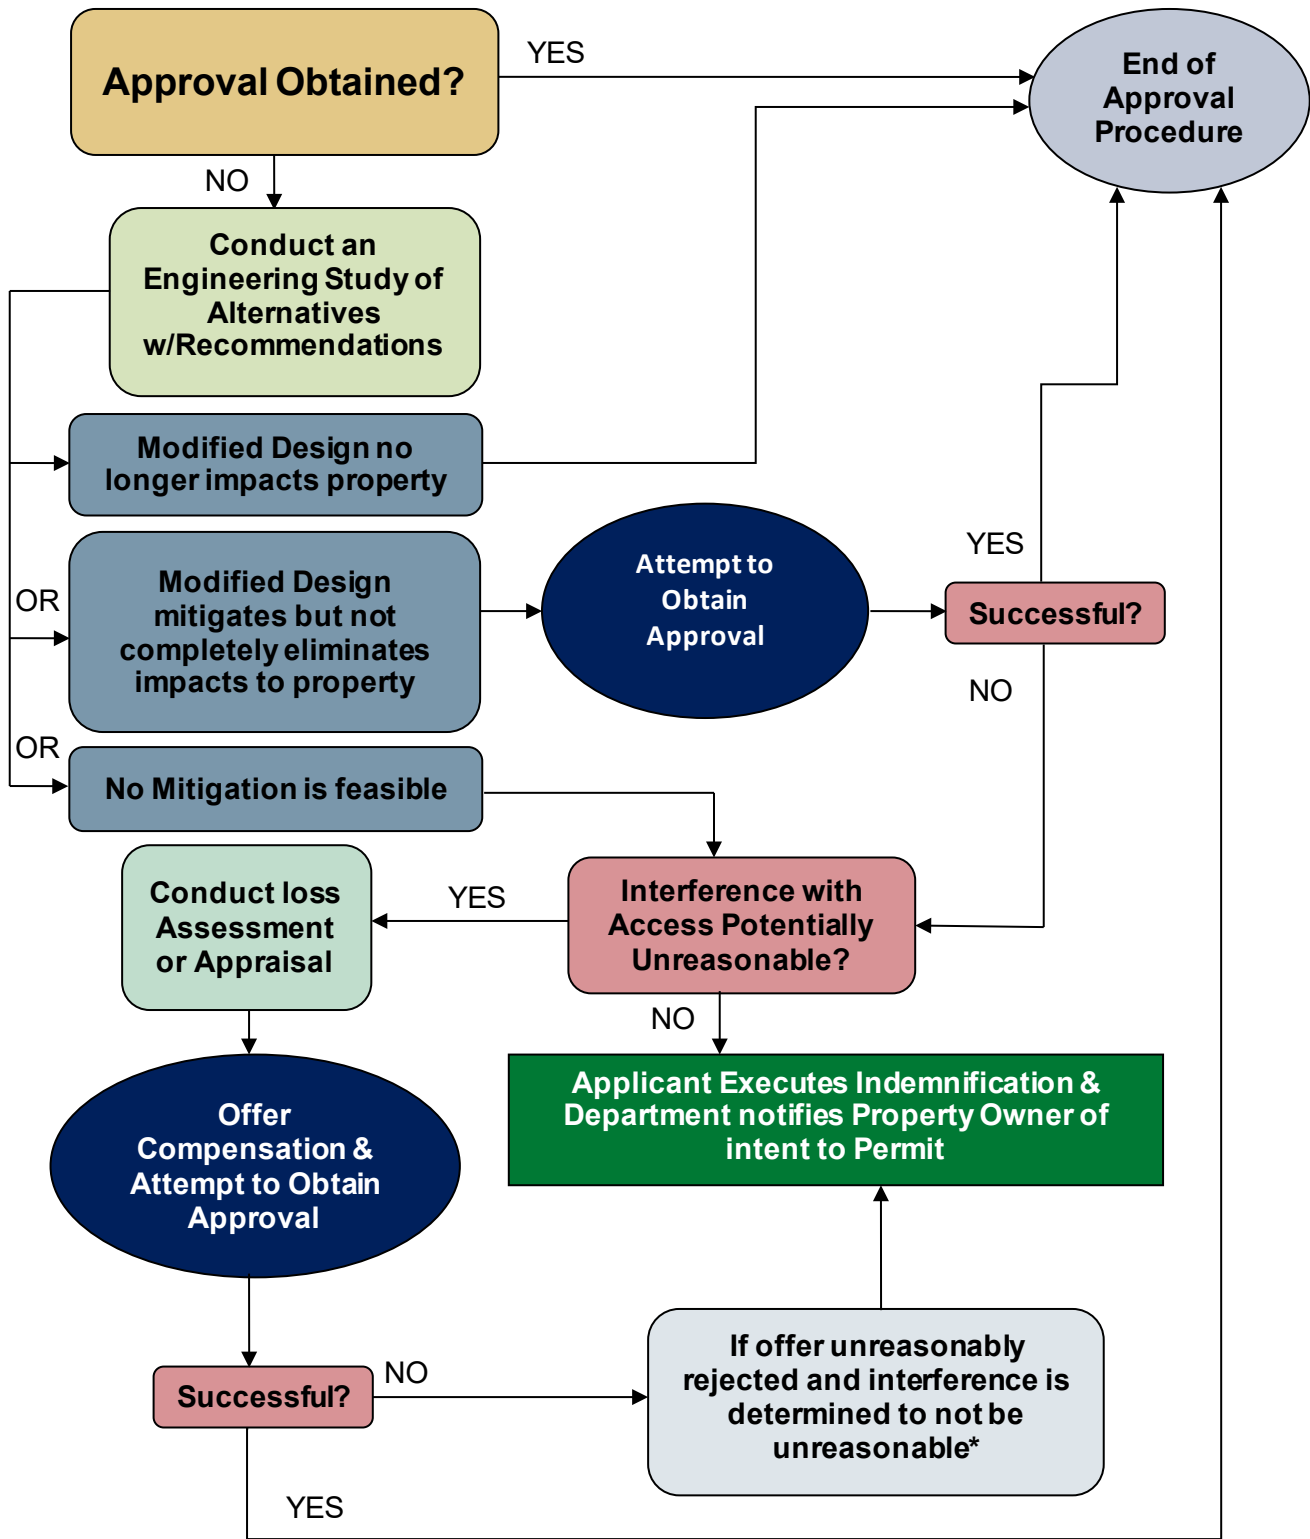 Approval Obtained?
YES
End of
Approval
Procedure
NO
Conduct an
Engineering Study of
Alternatives
w/Recommendations
Modified Design no
longer impacts property
OR
Modified Design
mitigates but not
completely eliminates
impacts to property
Attempt to
Obtain
Approval
YES
Successful?
NO
OR
No Mitigation is feasible
Conduct loss
Assessment
or Appraisal
YES
Interference with
Access Potentially
Unreasonable?
NO
Applicant Executes Indemnification &
Department notifies Property Owner of
intent to Permit
Offer
Compensation &
Attempt to Obtain
Approval
Successful?
NO
If offer unreasonably
rejected and interference is
determined to not be
unreasonable*
YES